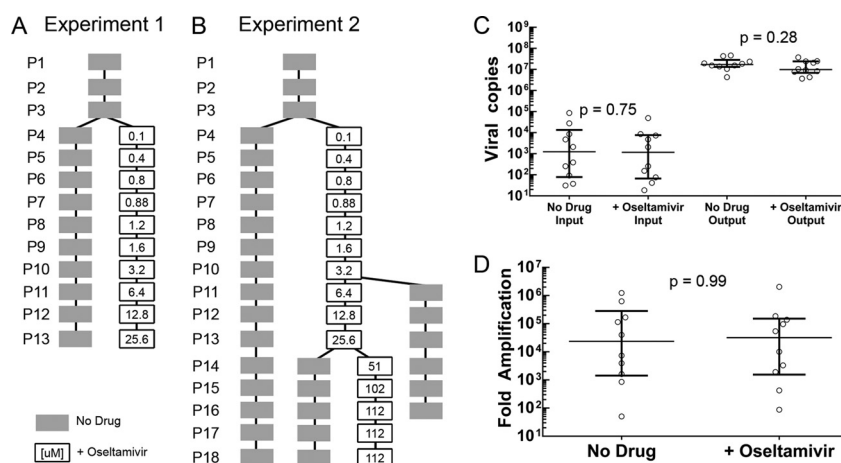 A Experiment 1
P1
P2
P3
P4 0.1
P5 0.4
P6 0.8
P7 0.88
P8 1.2
P9 1.6
P10 3.2
P11 6.4
P12 12.8
P13 25.6
No Drug
[uM] + Oseltamivir
B Experiment 2
P1
P2
P3
P4 0.1
P5 0.4
P6 0.8
P7 0.88
P8 1.2
P9 1.6
P10 3.2
P11 6.4
P12 12.8
P13 25.6
P14 51
P15 102
P16 112
P17 112
P18 112
C
Viral copies
10⁹
10⁸
10⁷
10⁶
10⁵
10⁴
10³
10²
10¹
p = 0.75
p = 0.28
No Drug + Oseltamivir No Drug + Oseltamivir
Input Input Output Output
D
Fold Amplification
10⁷
10⁶
10⁵
10⁴
10³
10²
10¹
p = 0.99
No Drug + Oseltamivir